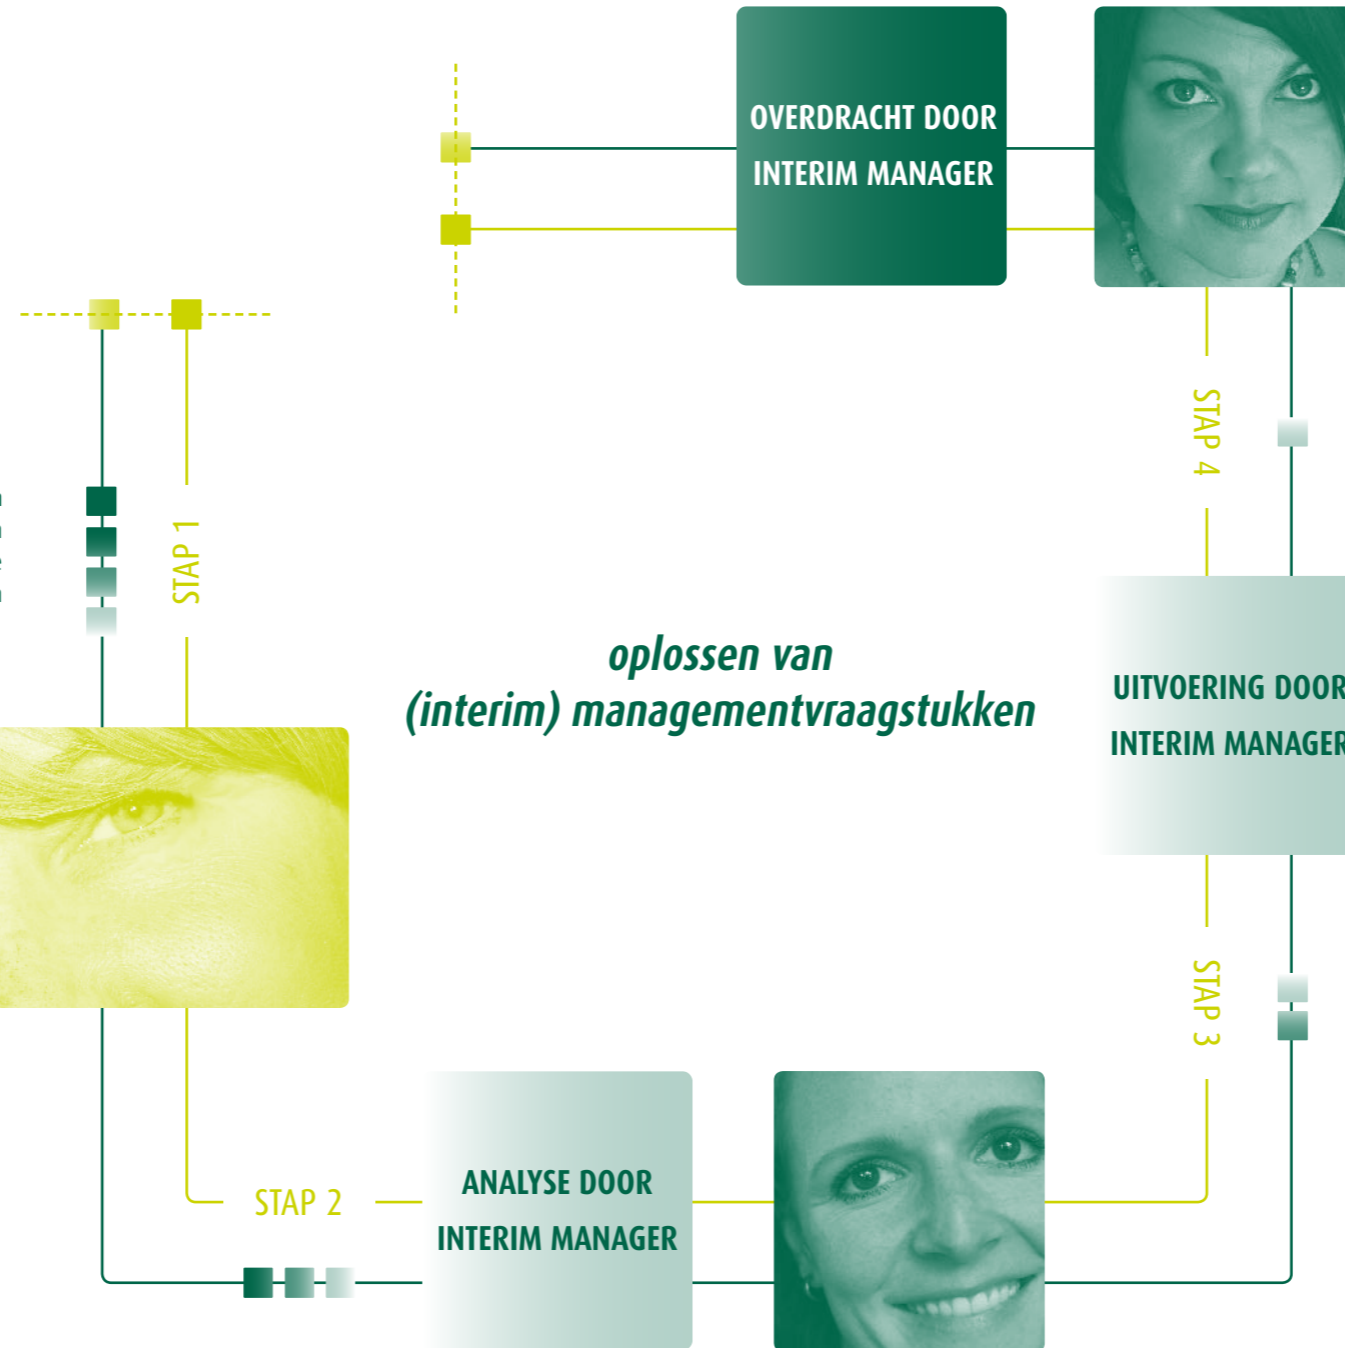 OVERDRACHT DOOR
INTERIM MANAGER
STAP 4
STAP 1
oplossen van
(interim) managementvraagstukken
UITVOERING DOOR
INTERIM MANAGER
STAP 3
STAP 2
ANALYSE DOOR
INTERIM MANAGER